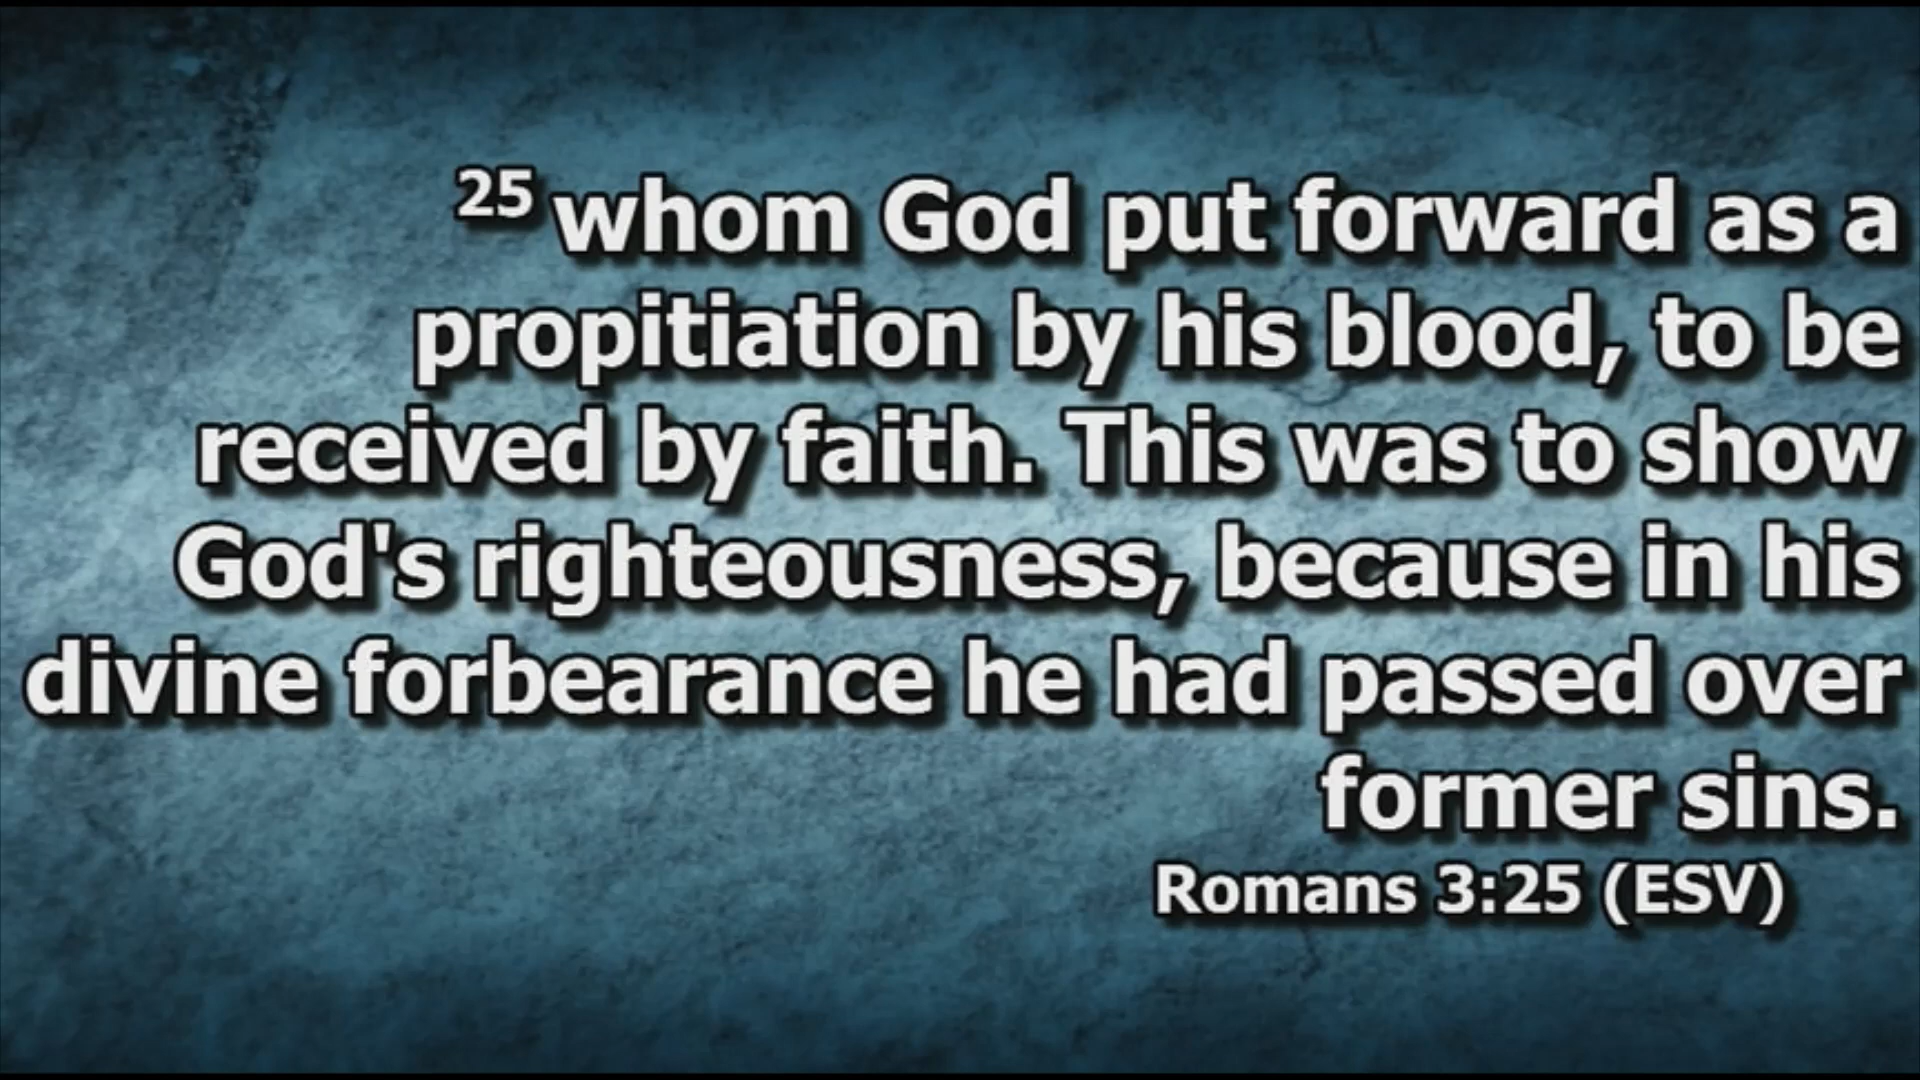 25 whom God put forward as a
propitiation by his blood, to be
received by faith. This was to show
God's righteousness, because in his
divine forbearance he had passed over
former sins.
Romans 3:25 (ESV)